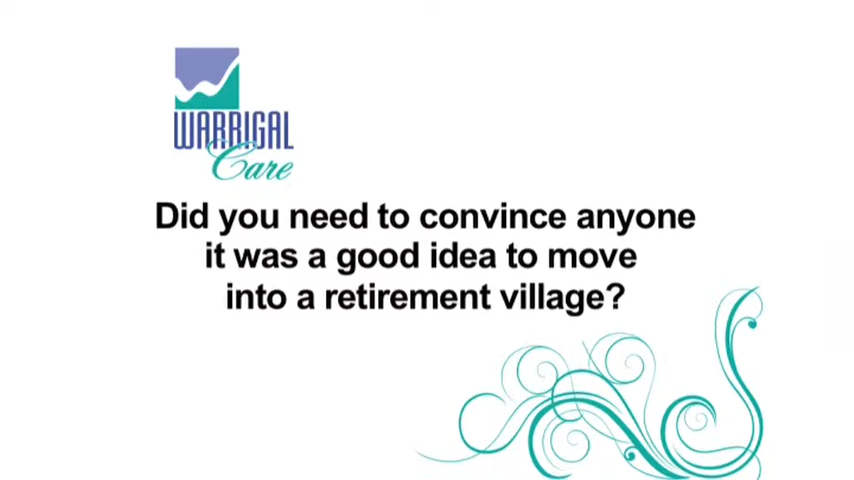 WARRIGAL
Care
Did you need to convince anyone
it was a good idea to move
into a retirement village?